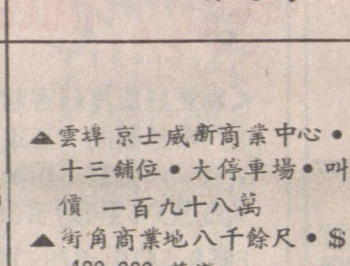 ▲雲埠京士威新商業中心•
十三舖位•大停車場•叫
價 一百九十八萬
▲街角商業地八千餘尺•$